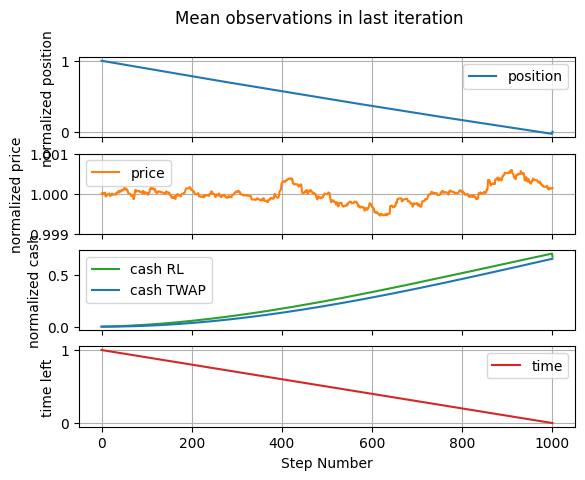 Mean observations in last iteration
normalized position
1
0
position
normalized price
1.001
1.000
0.999
price
normalized cash
0.5
0.0
cash RL
cash TWAP
time left
1
0
time
0 200 400 600 800 1000
Step Number